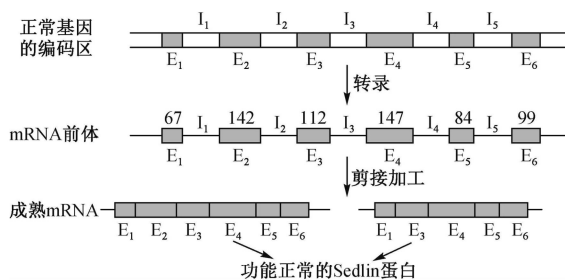 正常基因的编码区
I₁ I₂ I₃ I₄ I₅
E₁ E₂ E₃ E₄ E₅ E₆
转录
67 I₁ 142 I₂ 112 I₃ 147 I₄ 84 I₅ 99
mRNA前体
E₁ E₂ E₃ E₄ E₅ E₆
剪接加工
成熟mRNA
E₁ E₂ E₃ E₄ E₅ E₆ E₁ E₃ E₄ E₅ E₆
功能正常的Sedlin蛋白